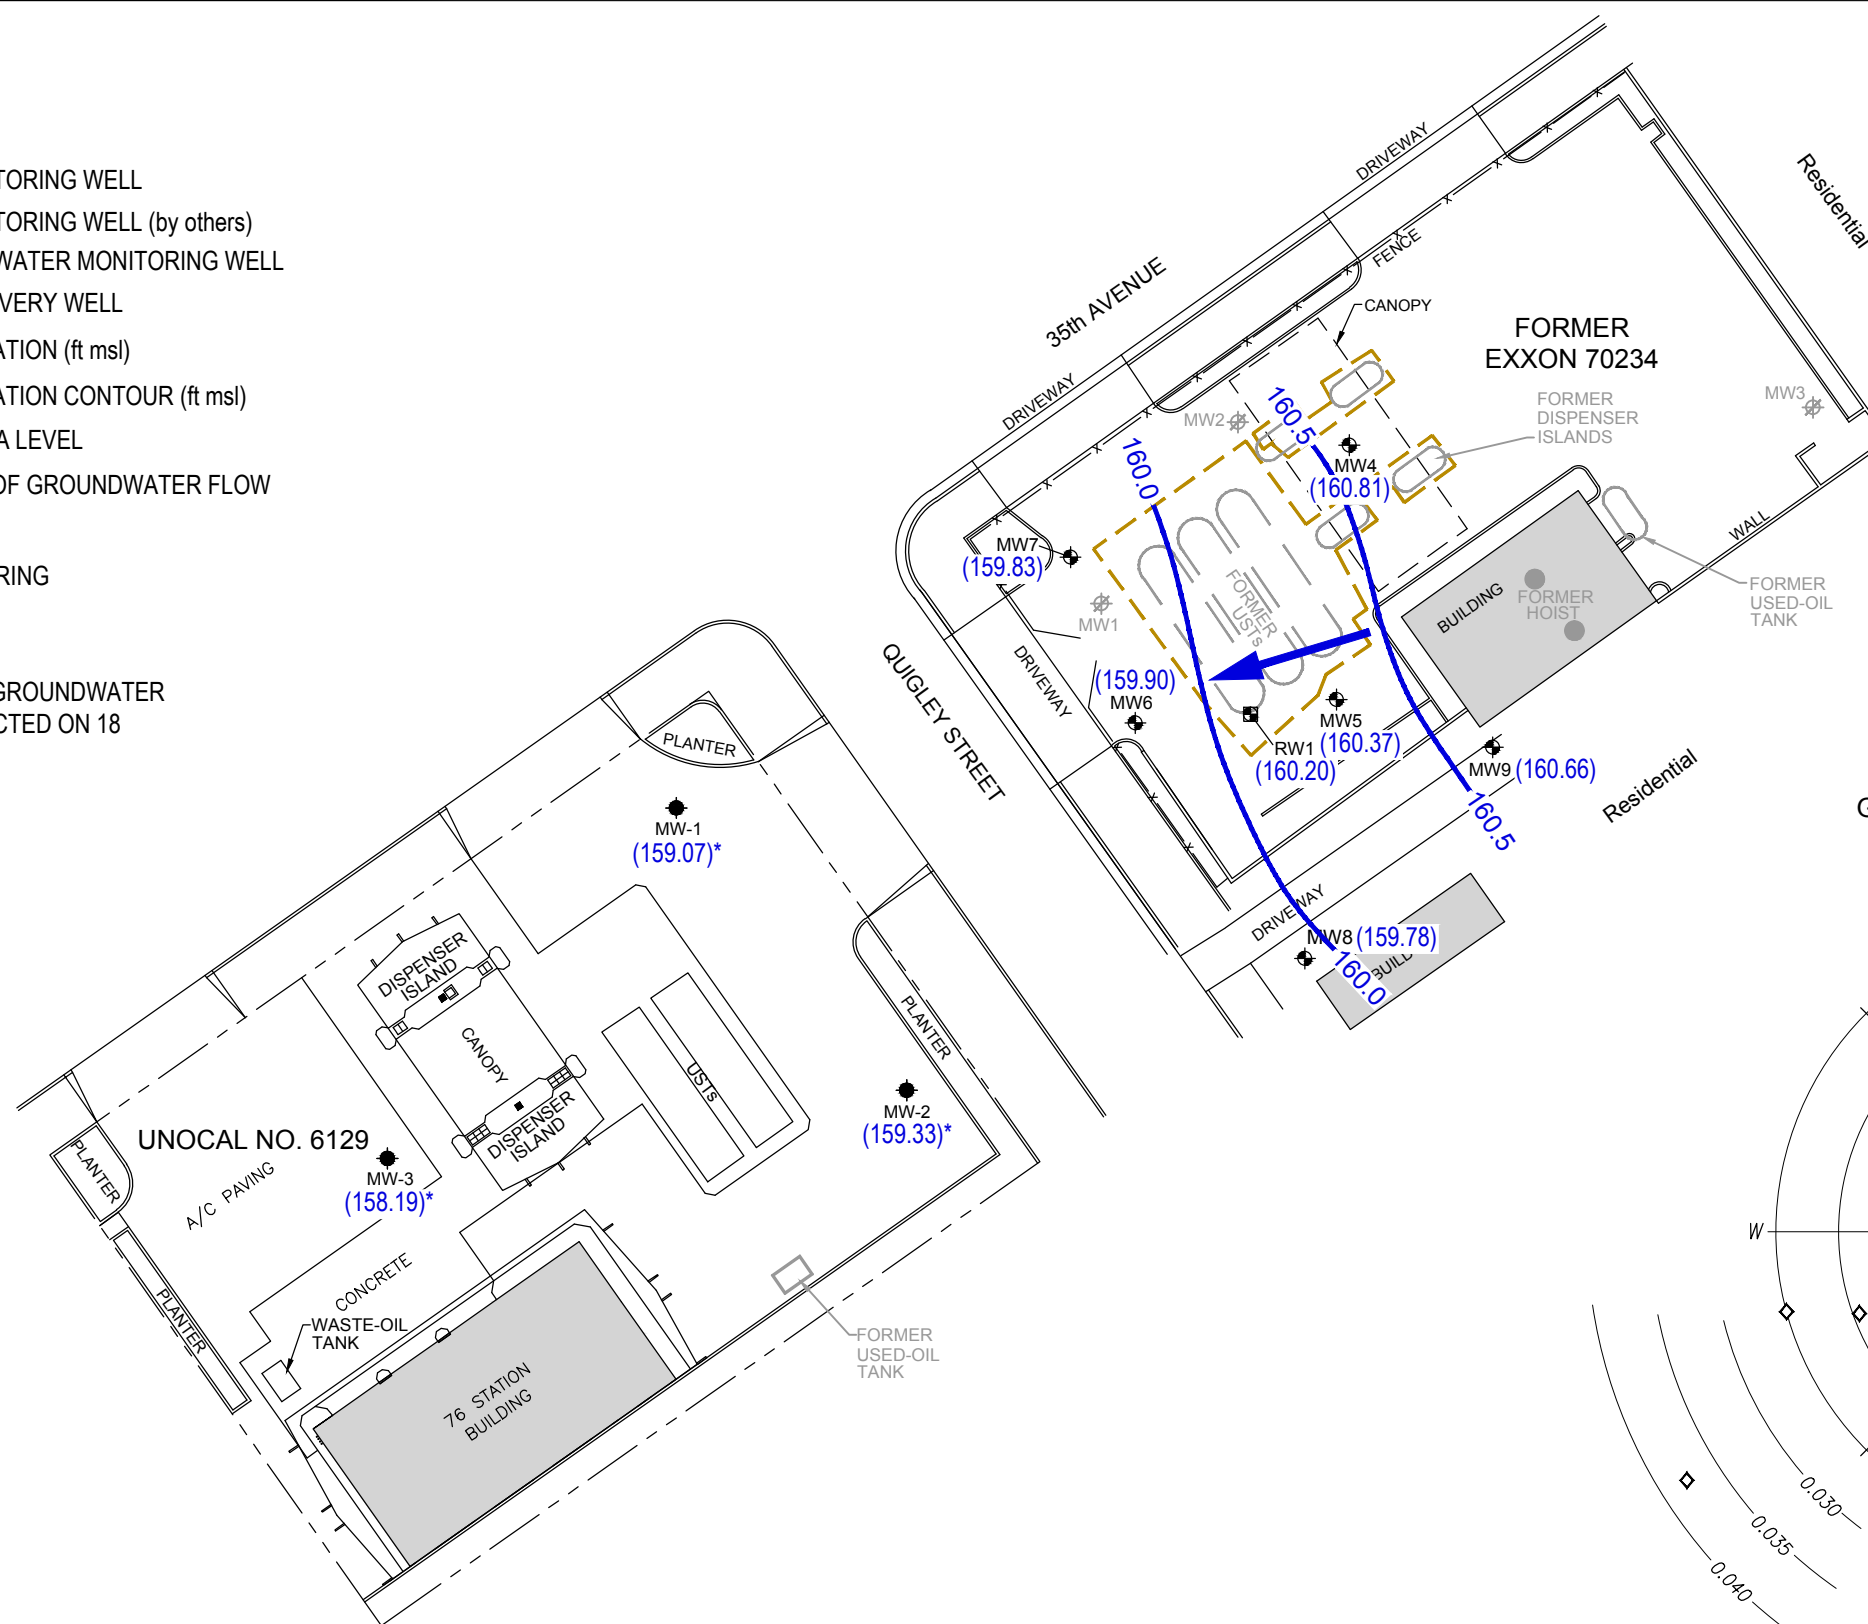 TORING WELL
TORING WELL (by others)
WATER MONITORING WELL
VERY WELL
ATION (ft msl)
ATION CONTOUR (ft msl)
A LEVEL
OF GROUNDWATER FLOW
RING
GROUNDWATER
CTED ON 18
DRIVEWAY
Residential
35th AVENUE
FENCE
CANOPY
FORMER
EXXON 70234
DRIVEWAY
MW2
160.5
FORMER
DISPENSER
ISLANDS
MW3
160.0
MW4
(160.81)
WALL
MW7
(159.83)
FORMER
USTs
BUILDING
FORMER
HOIST
FORMER
USED-OIL
TANK
MW1
DRIVEWAY
QUIGLEY STREET
(159.90)
MW6
MW5
(160.37)
RW1
(160.20)
MW9 (160.66)
Residential
160.5
G
PLANTER
MW-1
(159.07)*
DRIVEWAY
MW8 (159.78)
BUILD
160.0
DISPENSER
ISLAND
CANOPY
USTs
PLANTER
DISPENSER
ISLAND
MW-2
(159.33)*
UNOCAL NO. 6129
PLANTER
A/C PAVING
MW-3
(158.19)*
W
CONCRETE
PLANTER
WASTE-OIL
TANK
FORMER
USED-OIL
TANK
76 STATION
BUILDING
0.030
0.035
0.040